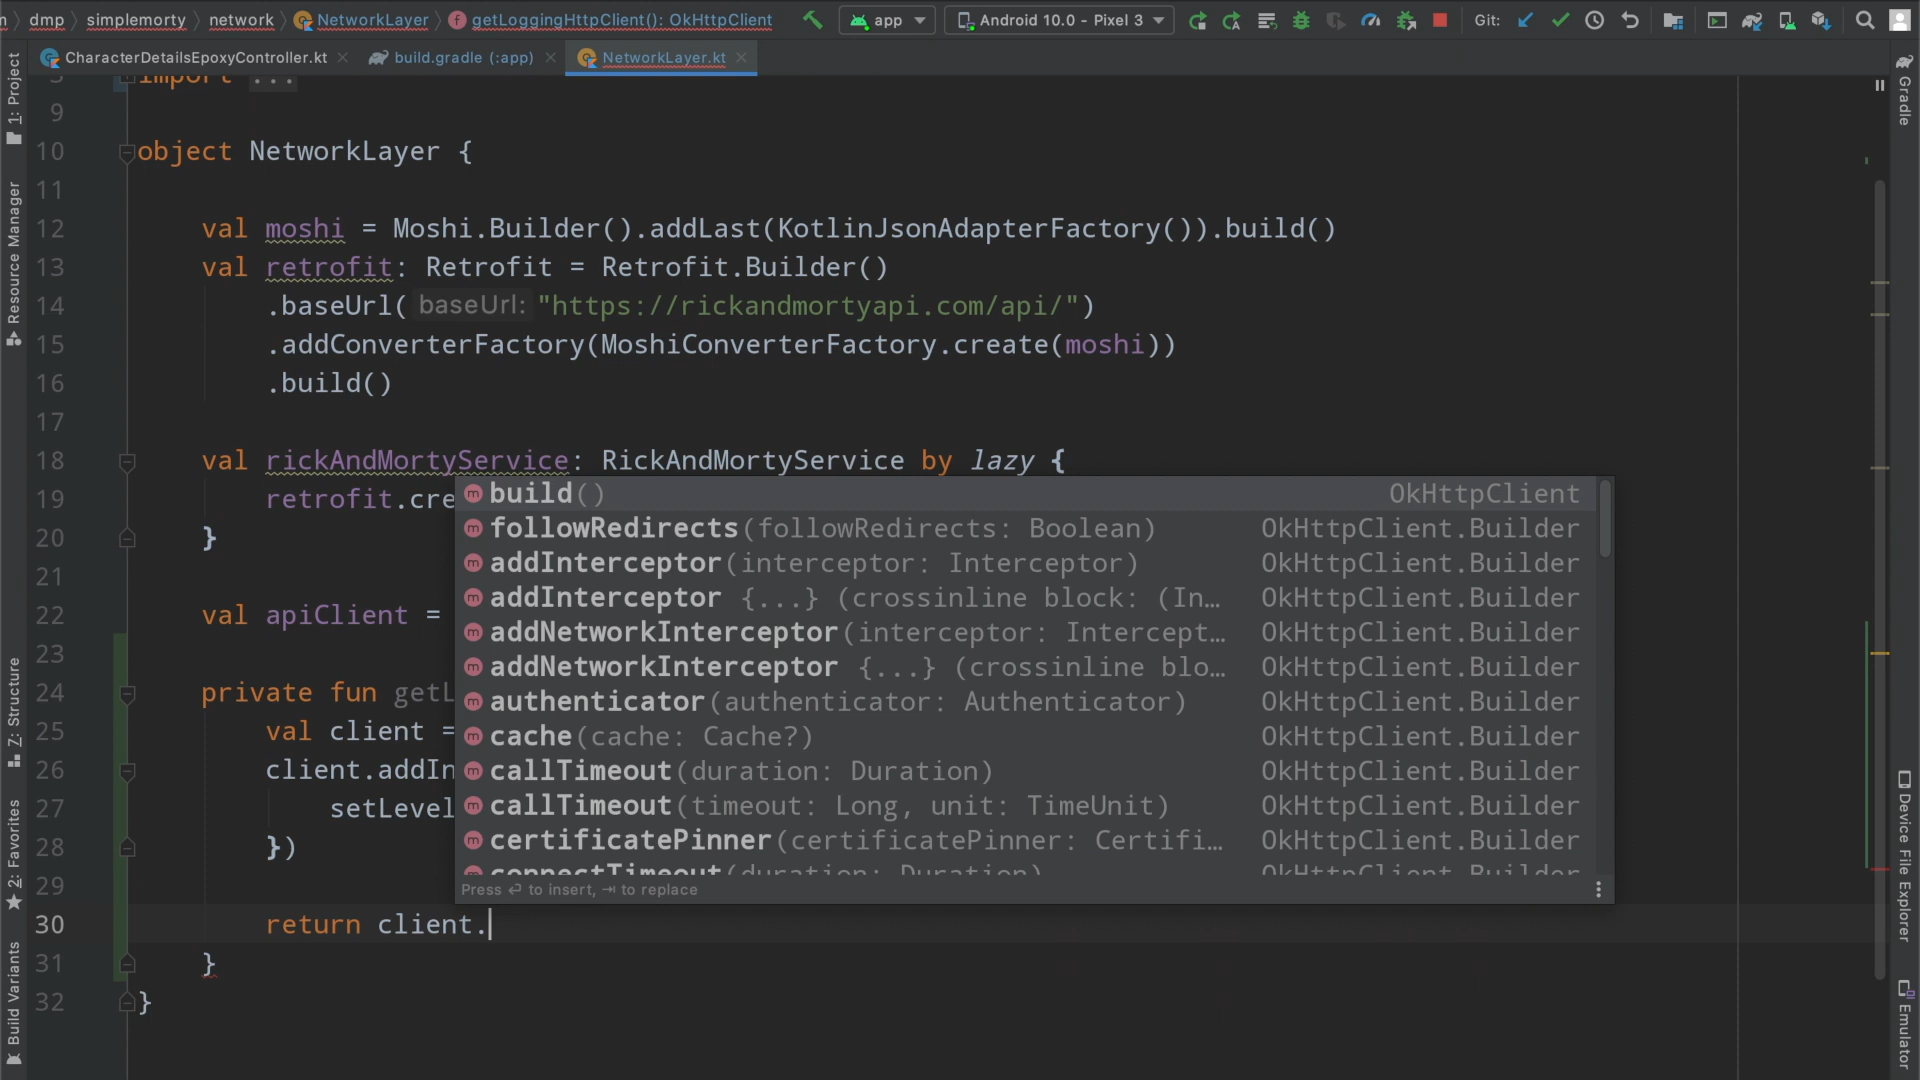 dmp simplemorty network NetworkLayer getLoggingHttpClient(): OkHttpClient app Android 10.0 - Pixel 3 Git:
CharacterDetailsEpoxyController.kt build.gradle (:app) NetworkLayer.kt
import ...
9
10 object NetworkLayer {
11
12 val moshi = Moshi.Builder().addLast(KotlinJsonAdapterFactory()).build()
13 val retrofit: Retrofit = Retrofit.Builder()
14 .baseUrl( baseUrl: "https://rickandmortyapi.com/api/")
15 .addConverterFactory(MoshiConverterFactory.create(moshi))
16 .build()
17
18 val rickAndMortyService: RickAndMortyService by lazy {
19 retrofit.cre
20 }
21
22 val apiClient =
23
24 private fun getL
25 val client =
26 client.addIn
27 setLevel
28 })
29
30 return client.
31 }
32 }
build() OkHttpClient
followRedirects(followRedirects: Boolean) OkHttpClient.Builder
addInterceptor(interceptor: Interceptor) OkHttpClient.Builder
addInterceptor {...} (crossinline block: (In... OkHttpClient.Builder
addNetworkInterceptor(interceptor: Intercept... OkHttpClient.Builder
addNetworkInterceptor {...} (crossinline blo... OkHttpClient.Builder
authenticator(authenticator: Authenticator) OkHttpClient.Builder
cache(cache: Cache?) OkHttpClient.Builder
callTimeout(duration: Duration) OkHttpClient.Builder
callTimeout(timeout: Long, unit: TimeUnit) OkHttpClient.Builder
certificatePinner(certificatePinner: Certifi... OkHttpClient.Builder
connectTimeout(duration: Duration) OkHttpClient.Builder
Press ↵ to insert, ⇥ to replace
1: Project
Resource Manager
Z: Structure
2: Favorites
Build Variants
Gradle
Device File Explorer
Emulator